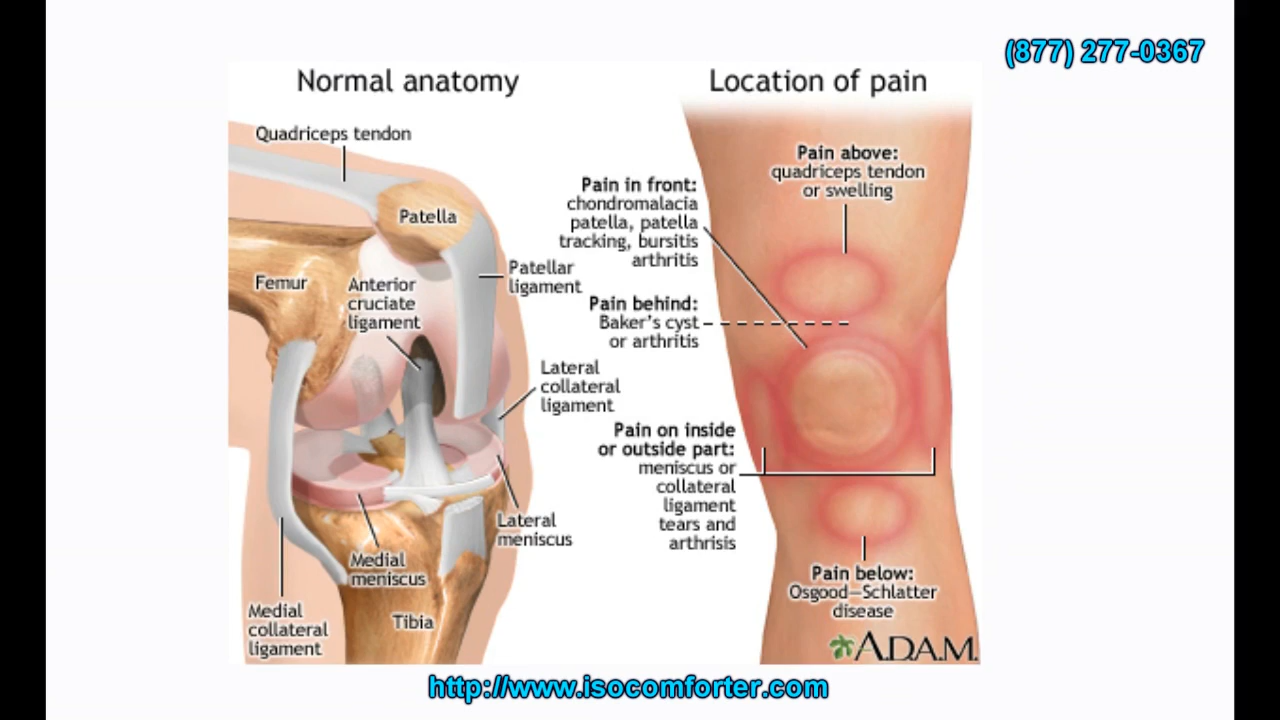 (877) 277-0367
Normal anatomy
Quadriceps tendon
Patella
Femur
Anterior
cruciate
ligament
Patellar
ligament
Lateral
collateral
ligament
Lateral
meniscus
Medial
meniscus
Medial
collateral
ligament
Tibia
Location of pain
Pain above:
quadriceps tendon
or swelling
Pain in front:
chondromalacia
patella, patella
tracking, bursitis
arthritis
Pain behind:
Baker's cyst
or arthritis
Pain on inside
or outside part:
meniscus or
collateral
ligament
tears and
arthrisis
Pain below:
Osgood—Schlatter
disease
A.D.A.M.
http://www.isocomforter.com